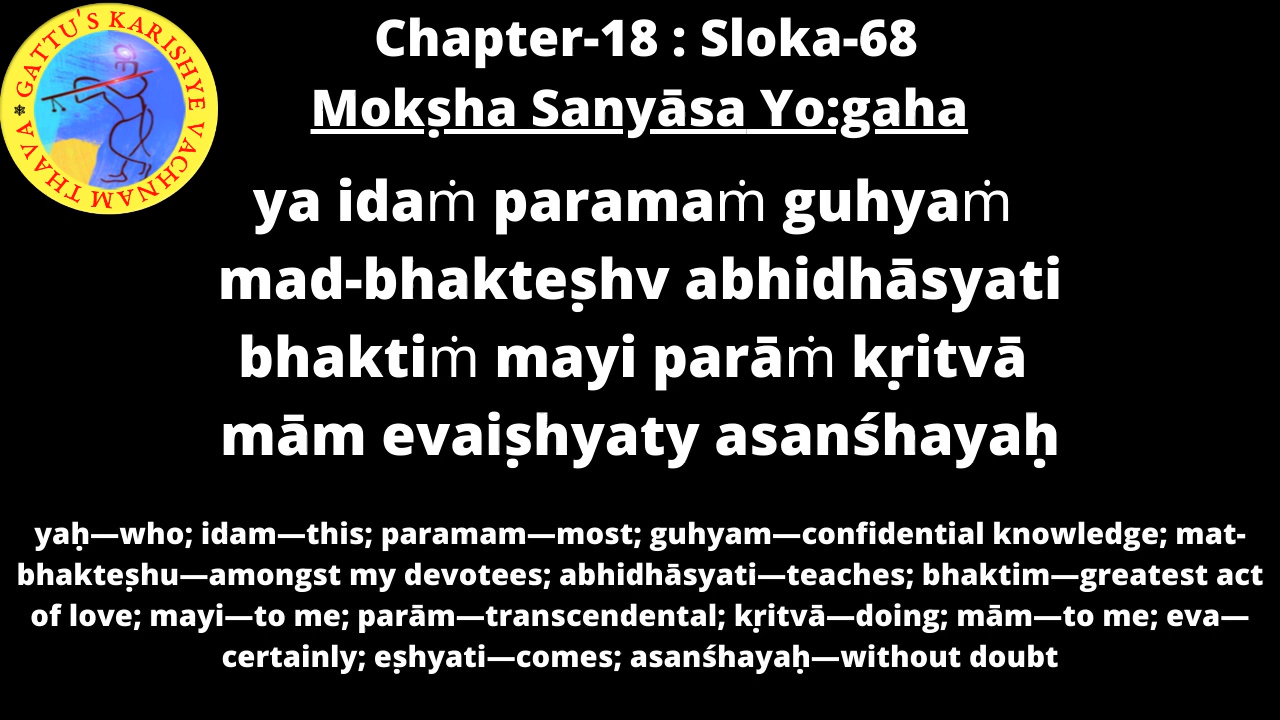 GATTU'S KARISHYE VACHNAM THAVA
Chapter-18 : Sloka-68
Mokṣha Sanyāsa Yo:gaha
ya idaṁ paramaṁ guhyaṁ
mad-bhakteṣhv abhidhāsyati
bhaktiṁ mayi parāṁ kṛitvā
mām evaiṣhyaty asanśhayaḥ
yaḥ—who; idam—this; paramam—most; guhyam—confidential knowledge; mat-
bhakteṣhu—amongst my devotees; abhidhāsyati—teaches; bhaktim—greatest act
of love; mayi—to me; parām—transcendental; kṛitvā—doing; mām—to me; eva—
certainly; eṣhyati—comes; asanśhayaḥ—without doubt